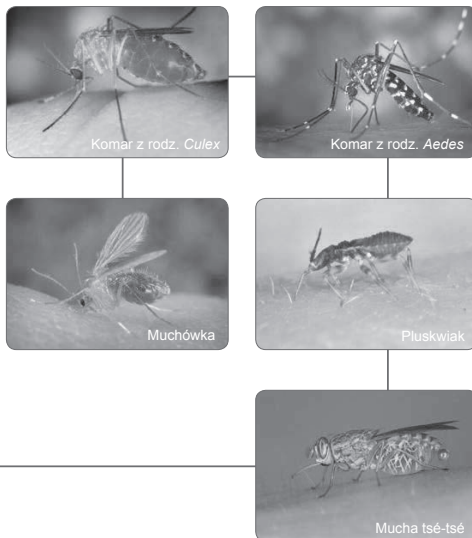 Komar z rodz. Culex
Komar z rodz. Aedes
Muchówka
Pluskwiak
Mucha tsé-tsé